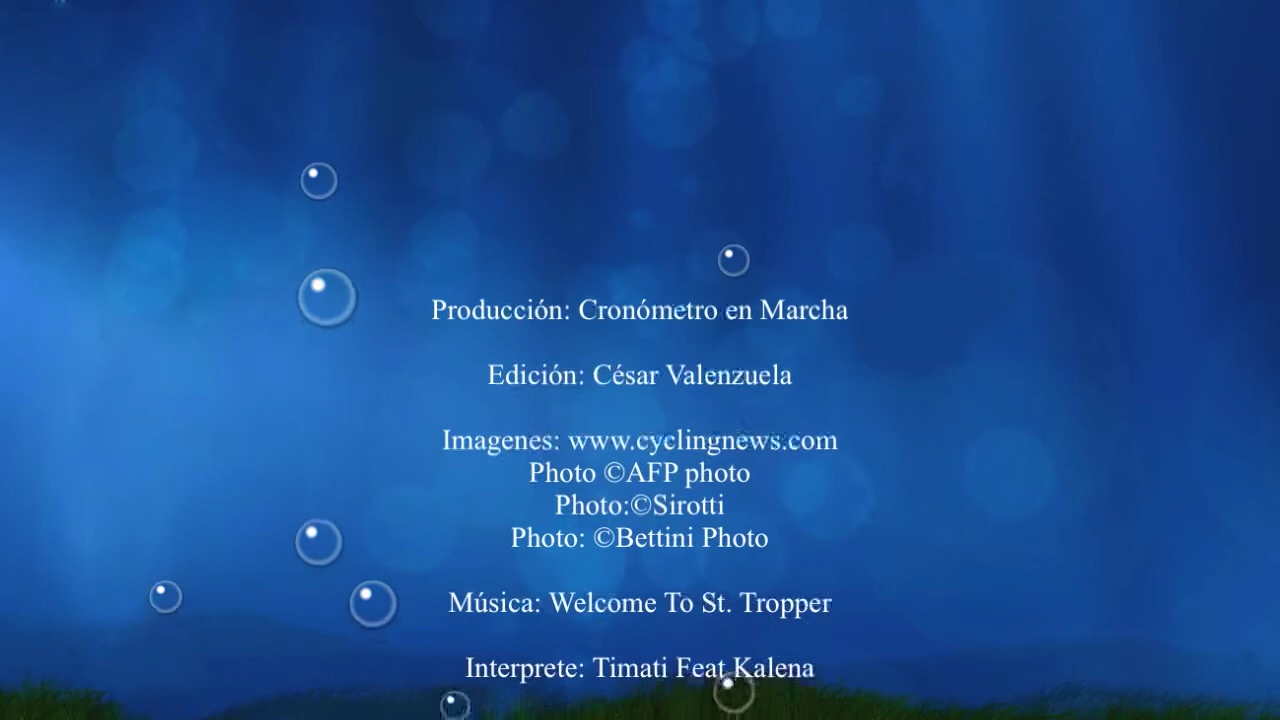 Producción: Cronómetro en Marcha
Edición: César Valenzuela
Imagenes: www.cyclingnews.com
Photo ©AFP photo
Photo:©Sirotti
Photo: ©Bettini Photo
Música: Welcome To St. Tropper
Interprete: Timati Feat Kalena